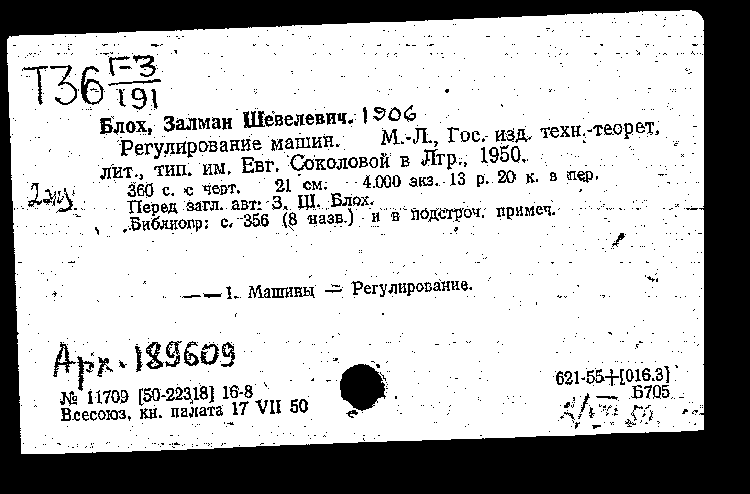 Т36 Г-3
191
Блох, Залман Шевелевич. 1906
Регулирование машин. М.-Л., Гос. изд. техн.-теорет.
лит., тип. им. Евг. Соколовой в Лтр., 1950.
360 с. с черт. 21 см. 4.000 экз. 13 р. 20 к. в пер.
Перед загл. авт: З. Ш. Блох.
Библиогр: с. 356 (8 назв.) и в подстроч. примеч.
— — 1. Машины — Регулирование.
Арх. 189609
№ 11709 [50-22318] 16-8
Всесоюз. кн. палата 17 VII 50
621-55+[016.3]
Б705